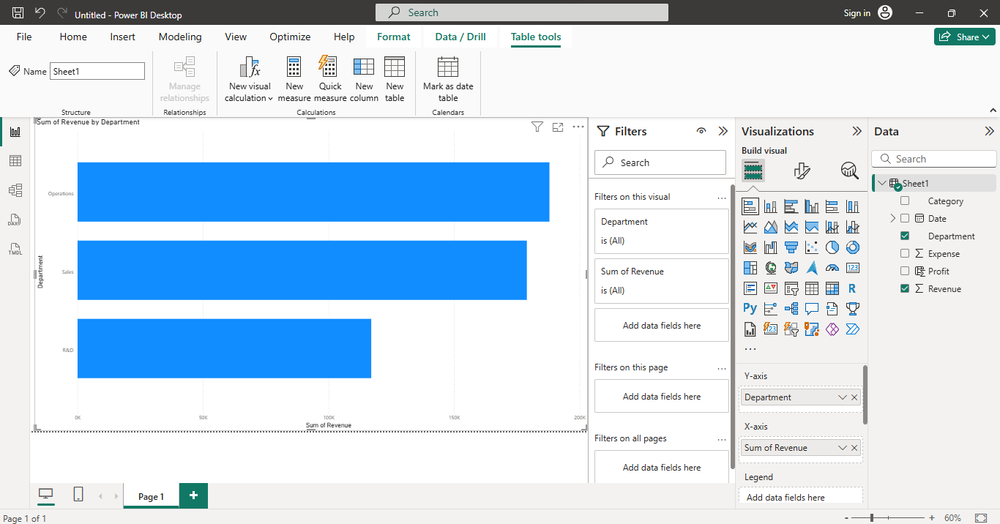 Untitled - Power BI Desktop
Search
Sign in
File
Home
Insert
Modeling
View
Optimize
Help
Format
Data / Drill
Table tools
Share
Name
Sheet1
Manage relationships
New visual calculation
New measure
Quick measure
New column
New table
Mark as date table
Structure
Relationships
Calculations
Calendars
DAX
TMDL
Sum of Revenue by Department
Department
Operations
Sales
R&D
0K
50K
100K
150K
200K
Sum of Revenue
Filters
Search
Filters on this visual
Department
is (All)
Sum of Revenue
is (All)
Add data fields here
Filters on this page
Add data fields here
Filters on all pages
Add data fields here
Visualizations
Build visual
123
R
Py
123
Y-axis
Department
X-axis
Sum of Revenue
Legend
Add data fields here
Data
Search
Sheet1
Category
Date
Department
Expense
Profit
Revenue
Page 1
Page 1 of 1
- + 60%